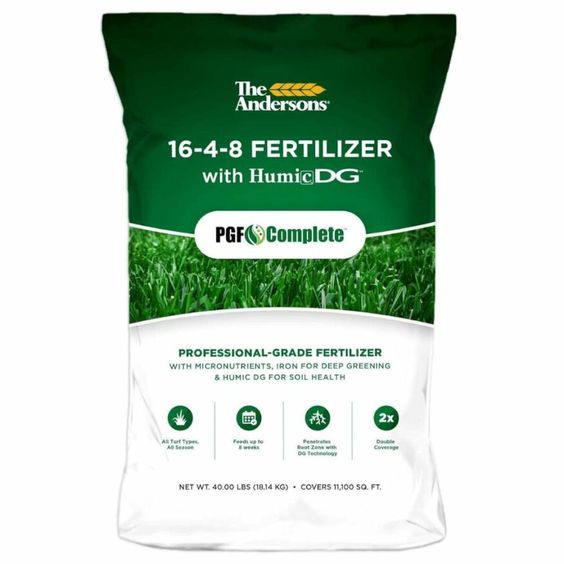 The
Andersons®
16-4-8 FERTILIZER
with HumicDG™
PGF Complete™
PROFESSIONAL-GRADE FERTILIZER
WITH MICRONUTRIENTS, IRON FOR DEEP GREENING
& HUMIC DG FOR SOIL HEALTH
2x
All Turf Types,
All Season
Feeds up to
8 weeks
Penetrates
Root Zone with
DG Technology
Double
Coverage
NET WT. 40.00 LBS (18.14 KG) • COVERS 11,100 SQ. FT.